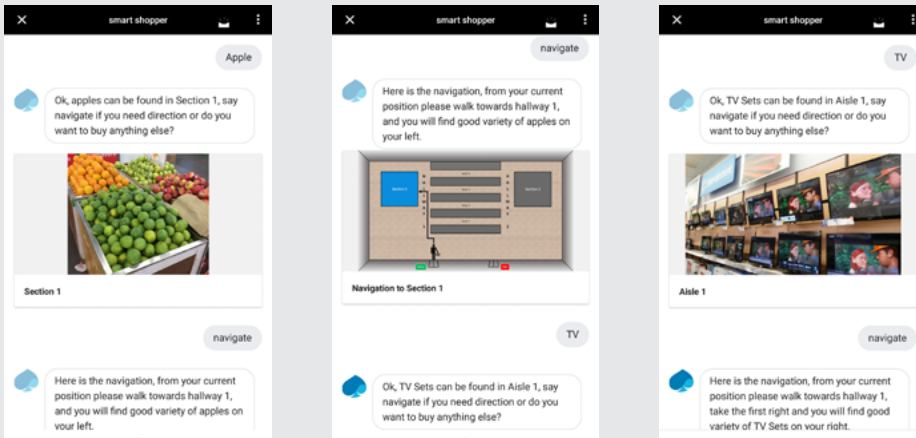 smart shopper
Apple
Ok, apples can be found in Section 1, say
navigate if you need direction or do you
want to buy anything else?
Section 1
navigate
Here is the navigation, from your current
position please walk towards hallway 1,
and you will find good variety of apples on
your left.
smart shopper
navigate
Here is the navigation, from your current
position please walk towards hallway 1,
and you will find good variety of apples on
your left.
Navigation to Section 1
TV
Ok, TV Sets can be found in Aisle 1, say
navigate if you need direction or do you
want to buy anything else?
smart shopper
TV
Ok, TV Sets can be found in Aisle 1, say
navigate if you need direction or do you
want to buy anything else?
Aisle 1
navigate
Here is the navigation, from your current
position please walk towards hallway 1,
take the first right and you will find good
variety of TV Sets on your right.